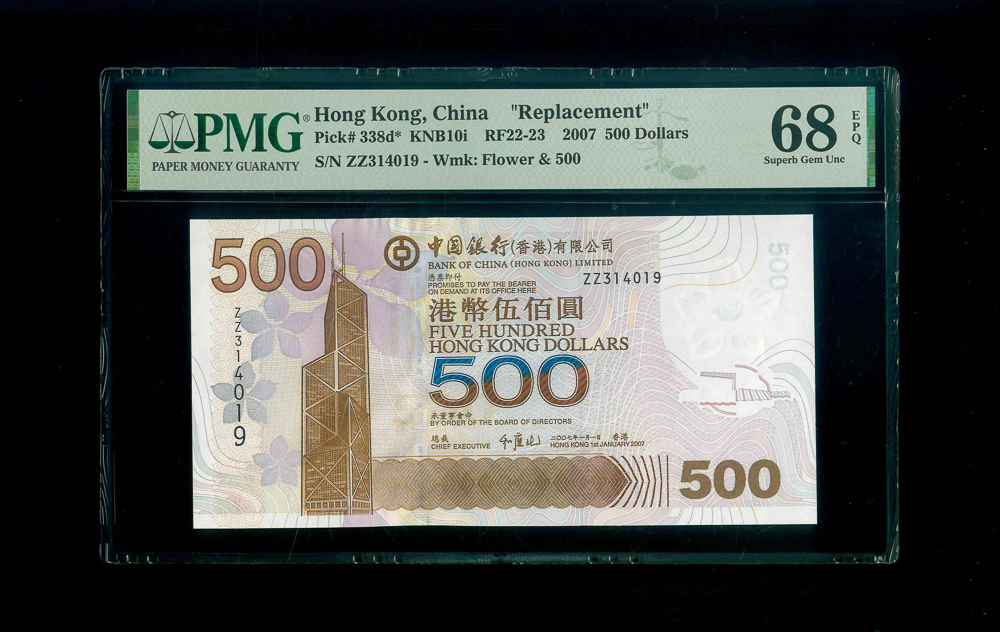 PMG®
PAPER MONEY GUARANTY
Hong Kong, China "Replacement"
Pick# 338d* KNB10i RF22-23 2007 500 Dollars
S/N ZZ314019 - Wmk: Flower & 500
68 EPQ
Superb Gem Unc
500
中国银行(香港)有限公司
BANK OF CHINA (HONG KONG) LIMITED
ZZ314019
憑票即付
PROMISES TO PAY THE BEARER
ON DEMAND AT ITS OFFICE HERE
港幣伍佰圓
FIVE HUNDRED
HONG KONG DOLLARS
500
ZZ314019
500
承董事會命
BY ORDER OF THE BOARD OF DIRECTORS
總裁
CHIEF EXECUTIVE
二〇〇七年一月一日 香港
HONG KONG 1st JANUARY 2007
500